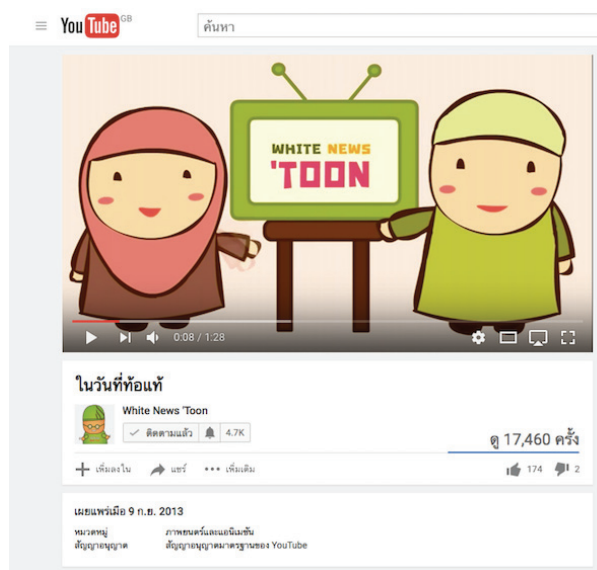 You Tube GB
ค้นหา
WHITE NEWS
'TOON
0:08 / 1:28
ในวันที่ท้อแท้
White News 'Toon
ติดตามแล้ว 4.7K
ดู 17,460 ครั้ง
เพิ่มลงใน แชร์ เพิ่มเติม 174 2
เผยแพร่เมื่อ 9 ก.ย. 2013
หมวดหมู่ ภาพยนตร์และแอนิเมชัน
สัญญาอนุญาต สัญญาอนุญาตมาตรฐานของ YouTube